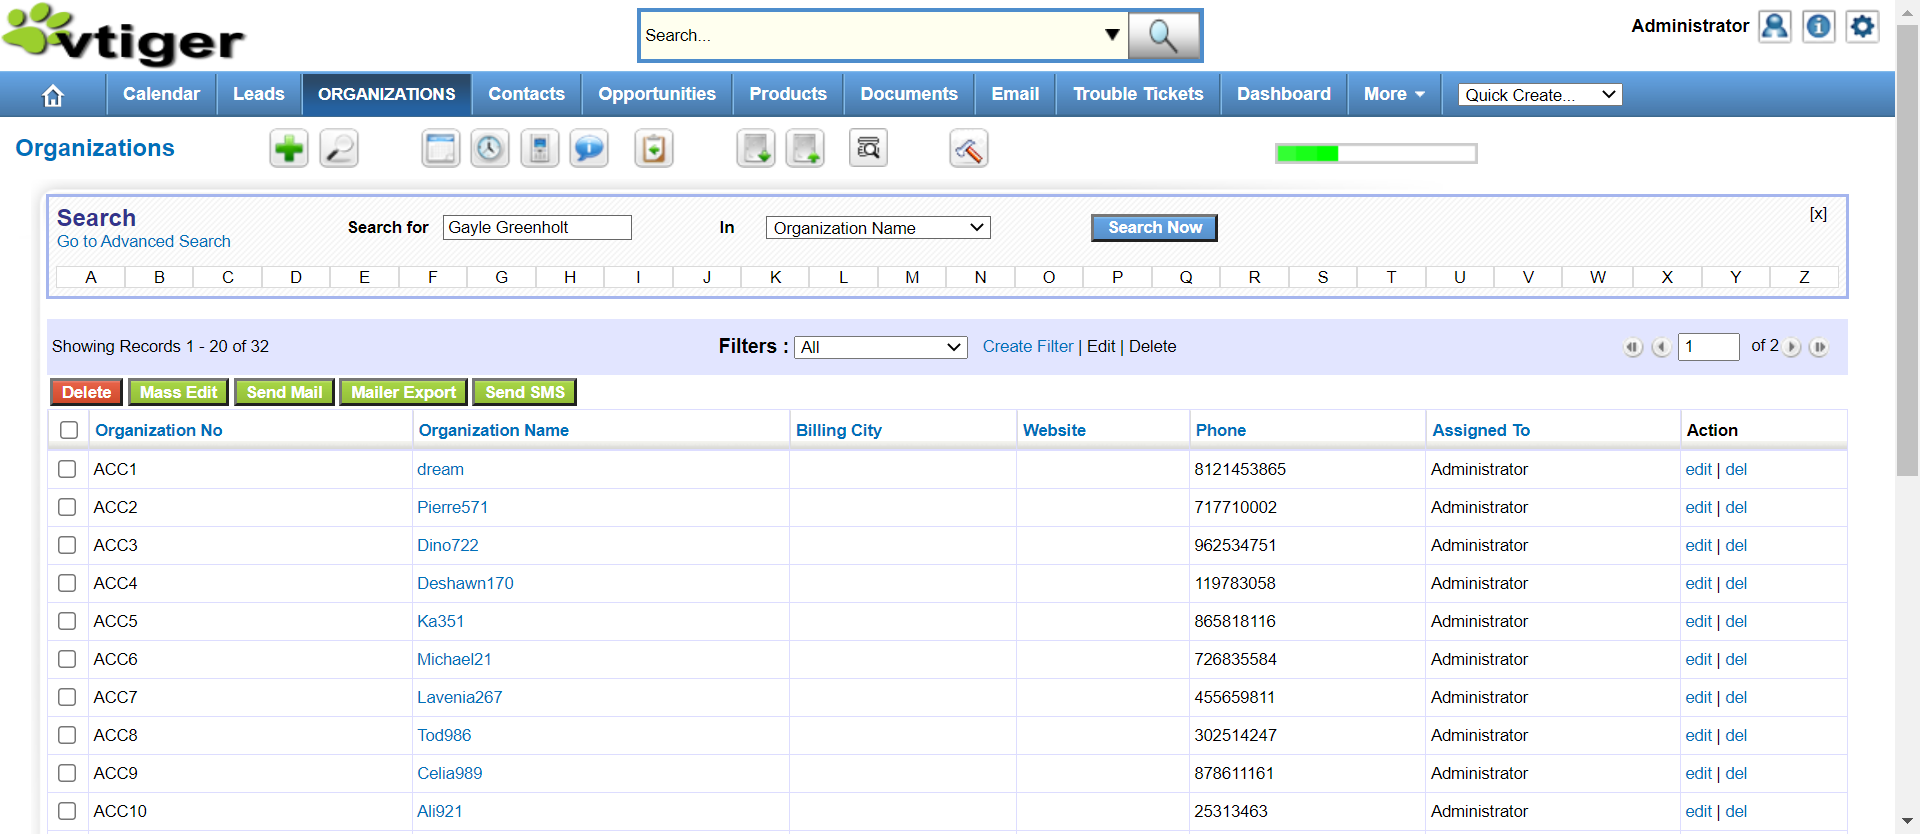 vtiger
Search...
Administrator
Calendar Leads ORGANIZATIONS Contacts Opportunities Products Documents Email Trouble Tickets Dashboard More Quick Create...
Organizations
Search
Go to Advanced Search
Search for Gayle Greenholt In Organization Name Search Now [x]
A B C D E F G H I J K L M N O P Q R S T U V W X Y Z
Showing Records 1 - 20 of 32 Filters : All Create Filter | Edit | Delete 1 of 2
Delete Mass Edit Send Mail Mailer Export Send SMS
Organization No Organization Name Billing City Website Phone Assigned To Action
ACC1 dream 8121453865 Administrator edit | del
ACC2 Pierre571 717710002 Administrator edit | del
ACC3 Dino722 962534751 Administrator edit | del
ACC4 Deshawn170 119783058 Administrator edit | del
ACC5 Ka351 865818116 Administrator edit | del
ACC6 Michael21 726835584 Administrator edit | del
ACC7 Lavenia267 455659811 Administrator edit | del
ACC8 Tod986 302514247 Administrator edit | del
ACC9 Celia989 878611161 Administrator edit | del
ACC10 Ali921 25313463 Administrator edit | del